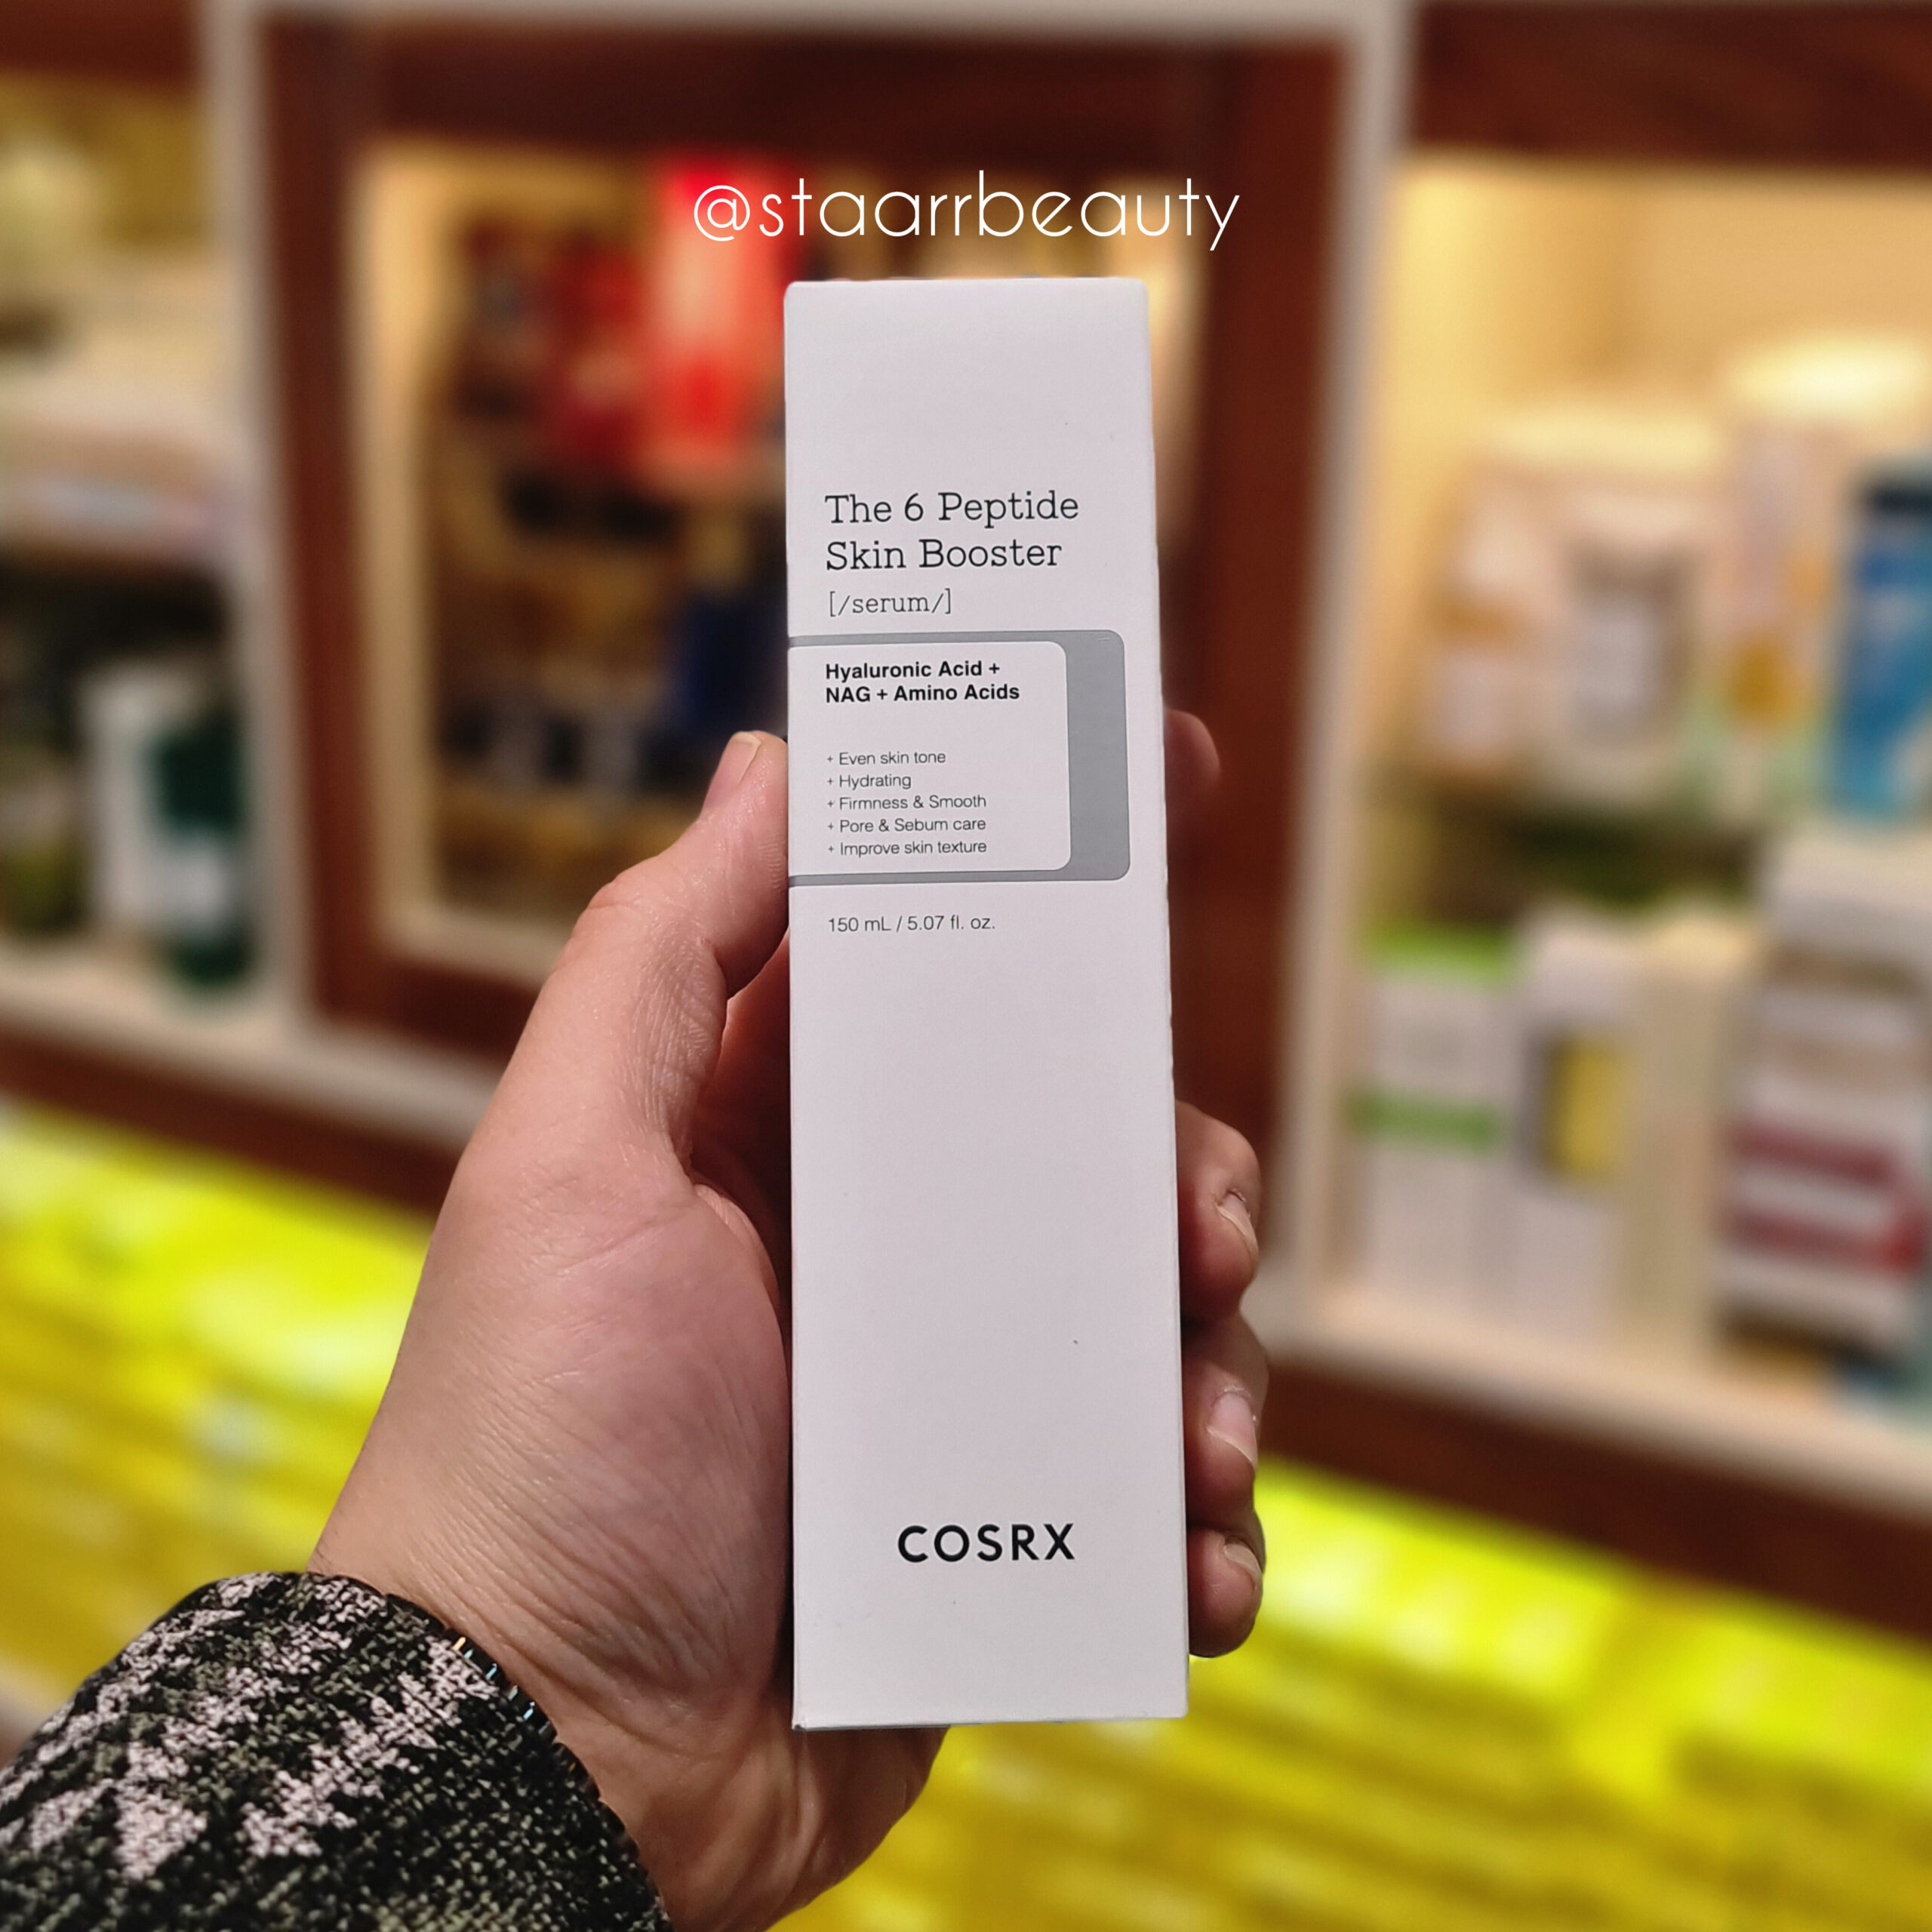 @staarrbeauty
The 6 Peptide
Skin Booster
[/serum/]
Hyaluronic Acid +
NAG + Amino Acids
+ Even skin tone
+ Hydrating
+ Firmness & Smooth
+ Pore & Sebum care
+ Improve skin texture
150 mL / 5.07 fl. oz.
COSRX